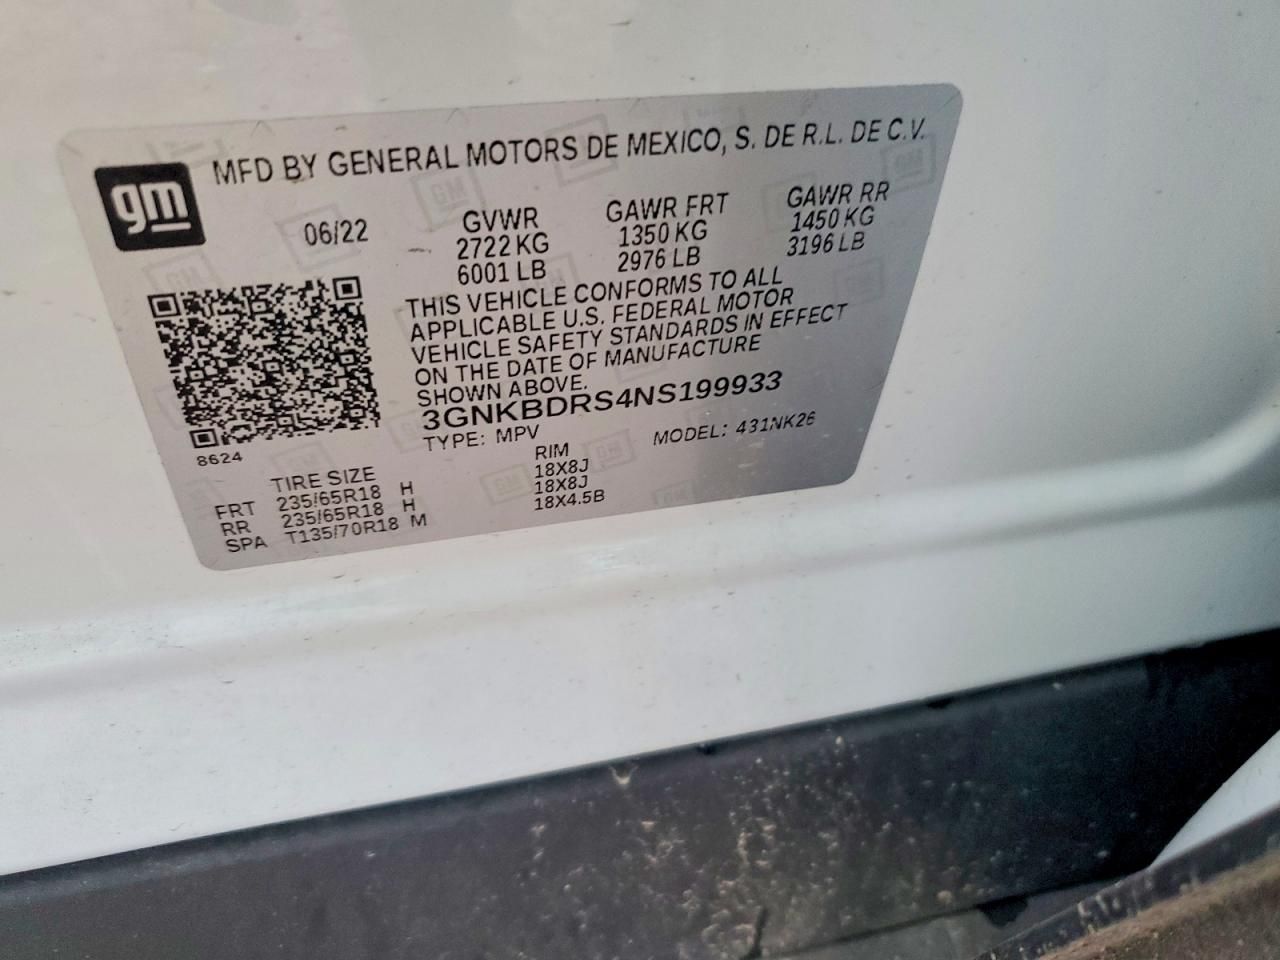 gm
MFD BY GENERAL MOTORS DE MEXICO, S. DE R.L. DE C.V.
06/22
GVWR
2722 KG
6001 LB
GAWR FRT
1350 KG
2976 LB
GAWR RR
1450 KG
3196 LB
THIS VEHICLE CONFORMS TO ALL
APPLICABLE U.S. FEDERAL MOTOR
VEHICLE SAFETY STANDARDS IN EFFECT
ON THE DATE OF MANUFACTURE
SHOWN ABOVE.
3GNKBDRS4NS199933
TYPE: MPV MODEL: 431NK26
8624
TIRE SIZE RIM
FRT 235/65R18 H 18X8J
RR 235/65R18 H 18X8J
SPA T135/70R18 M 18X4.5B